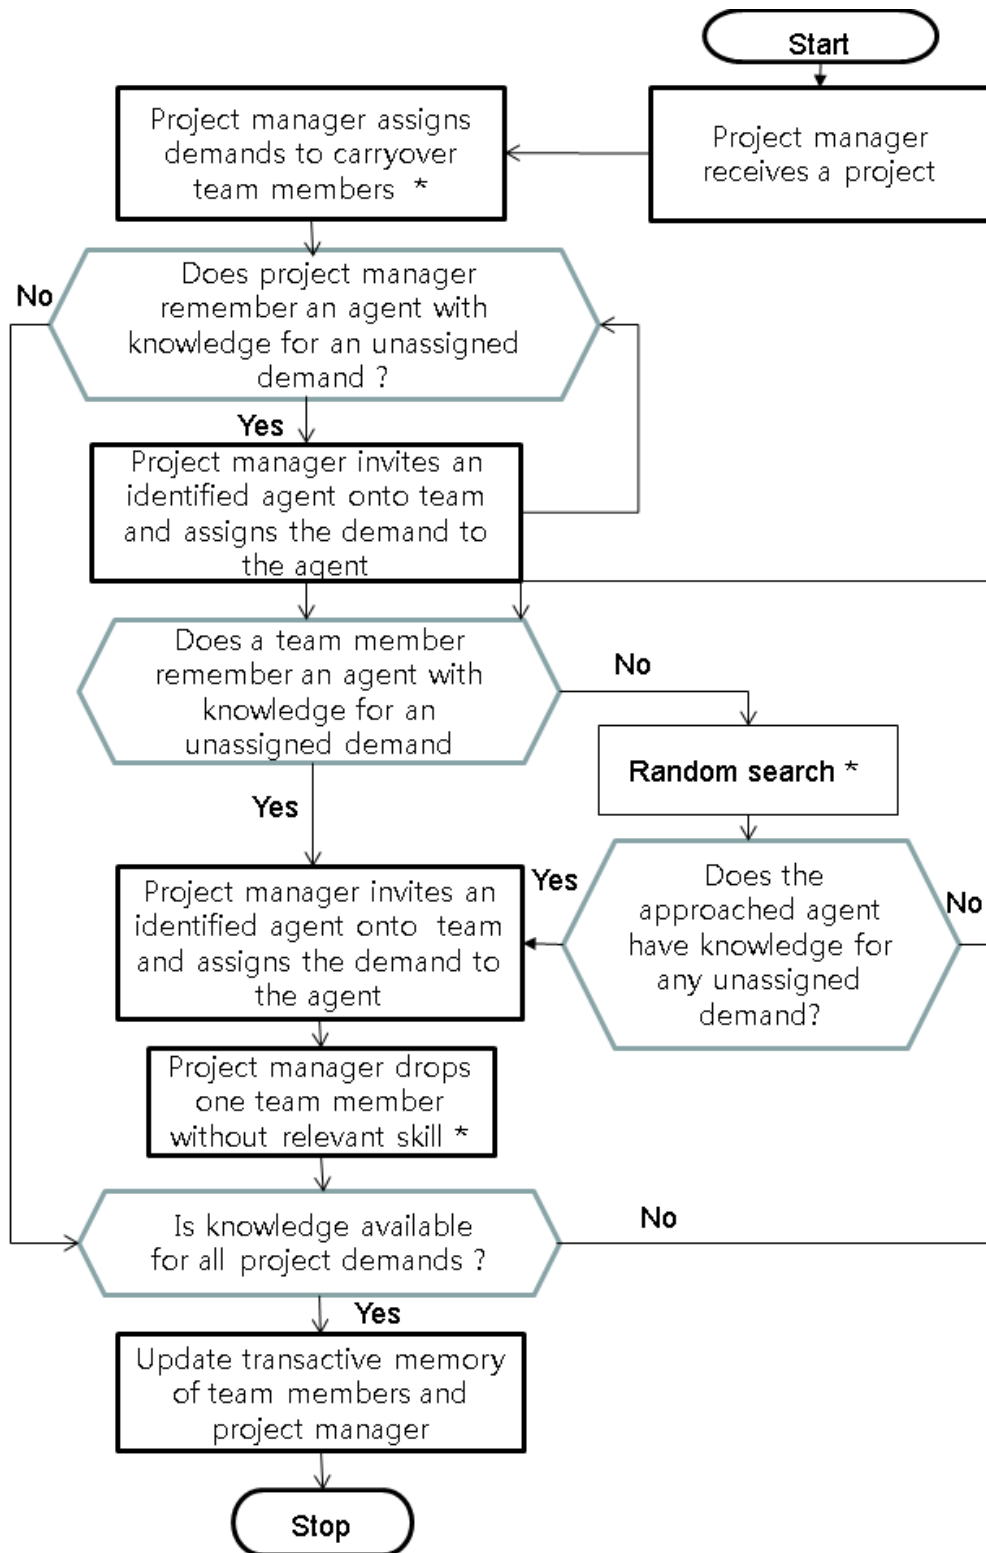 Start
Project manager
receives a project
Project manager assigns
demands to carryover
team members *
Does project manager
remember an agent with
knowledge for an unassigned
demand ?
No
Yes
Project manager invites an
identified agent onto team
and assigns the demand to
the agent
Does a team member
remember an agent with
knowledge for an
unassigned demand
No
Random search *
Yes
Does the
approached agent
have knowledge for
any unassigned
demand?
Yes
No
Project manager invites an
identified agent onto team
and assigns the demand to
the agent
Project manager drops
one team member
without relevant skill *
Is knowledge available
for all project demands ?
No
Yes
Update transactive memory
of team members and
project manager
Stop